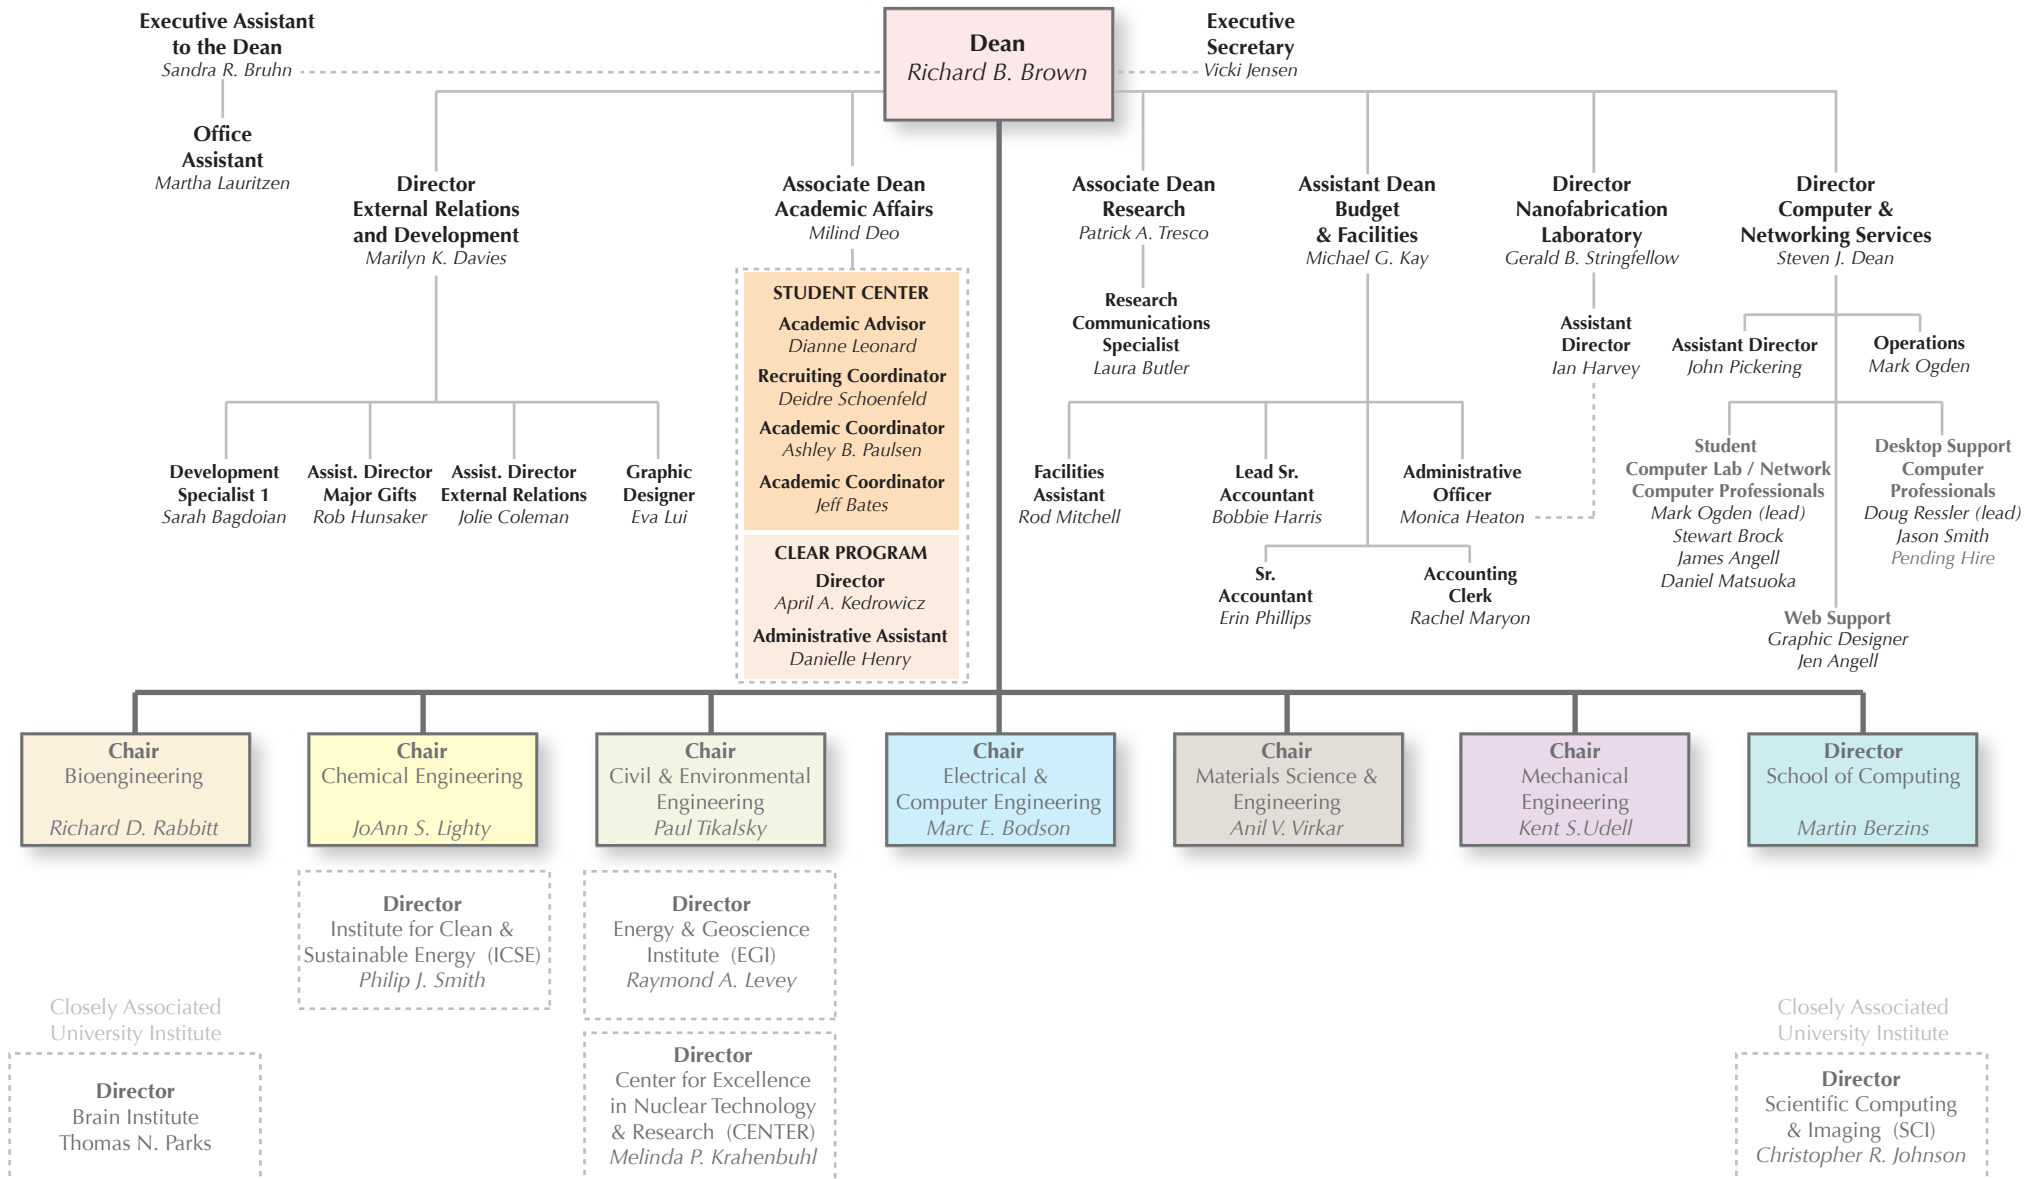 Executive Assistant
to the Dean
Sandra R. Bruhn
Office
Assistant
Martha Lauritzen
Dean
Richard B. Brown
Executive
Secretary
Vicki Jensen
Director
External Relations
and Development
Marilyn K. Davies
Associate Dean
Academic Affairs
Milind Deo
Associate Dean
Research
Patrick A. Tresco
Assistant Dean
Budget
& Facilities
Michael G. Kay
Director
Nanofabrication
Laboratory
Gerald B. Stringfellow
Director
Computer &
Networking Services
Steven J. Dean
Development
Specialist 1
Sarah Bagdoian
Assist. Director
Major Gifts
Rob Hunsaker
Assist. Director
External Relations
Jolie Coleman
Graphic
Designer
Eva Lui
STUDENT CENTER
Academic Advisor
Dianne Leonard
Recruiting Coordinator
Deidre Schoenfeld
Academic Coordinator
Ashley B. Paulsen
Academic Coordinator
Jeff Bates
CLEAR PROGRAM
Director
April A. Kedrowicz
Administrative Assistant
Danielle Henry
Research
Communications
Specialist
Laura Butler
Facilities
Assistant
Rod Mitchell
Lead Sr.
Accountant
Bobbie Harris
Administrative
Officer
Monica Heaton
Sr.
Accountant
Erin Phillips
Accounting
Clerk
Rachel Maryon
Assistant
Director
Ian Harvey
Assistant Director
John Pickering
Operations
Mark Ogden
Student
Computer Lab / Network
Computer Professionals
Mark Ogden (lead)
Stewart Brock
James Angell
Daniel Matsuoka
Desktop Support
Computer
Professionals
Doug Ressler (lead)
Jason Smith
Pending Hire
Web Support
Graphic Designer
Jen Angell
Chair
Bioengineering
Richard D. Rabbitt
Chair
Chemical Engineering
JoAnn S. Lighty
Chair
Civil & Environmental
Engineering
Paul Tikalsky
Chair
Electrical &
Computer Engineering
Marc E. Bodson
Chair
Materials Science &
Engineering
Anil V. Virkar
Chair
Mechanical
Engineering
Kent S.Udell
Director
School of Computing
Martin Berzins
Director
Institute for Clean &
Sustainable Energy (ICSE)
Philip J. Smith
Director
Energy & Geoscience
Institute (EGI)
Raymond A. Levey
Director
Center for Excellence
in Nuclear Technology
& Research (CENTER)
Melinda P. Krahenbuhl
Closely Associated
University Institute
Director
Brain Institute
Thomas N. Parks
Closely Associated
University Institute
Director
Scientific Computing
& Imaging (SCI)
Christopher R. Johnson